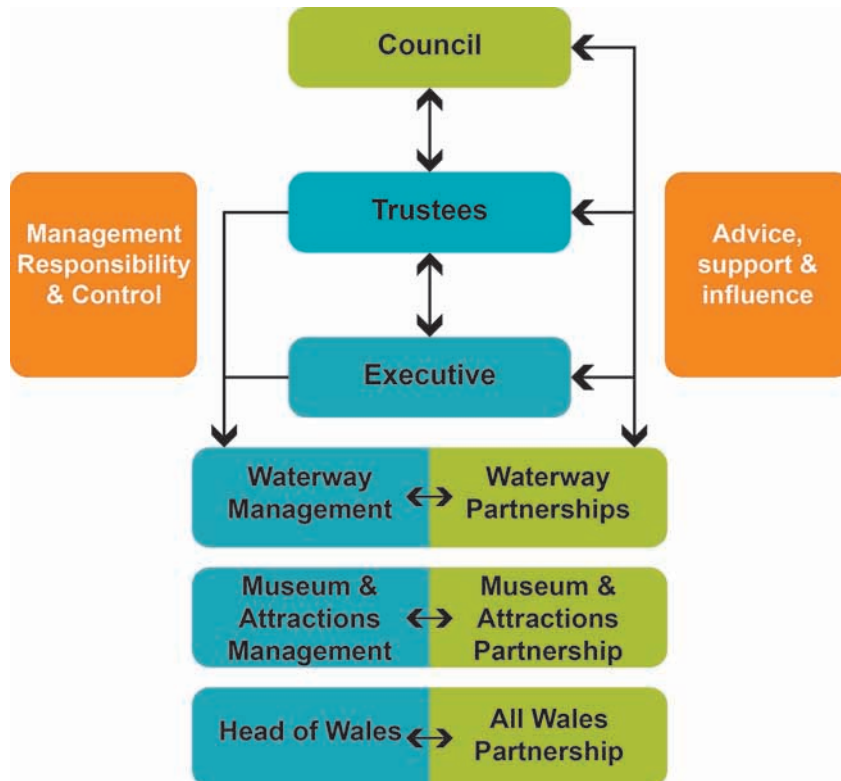 Council
Trustees
Management
Responsibility
& Control
Advice,
support &
influence
Executive
Waterway
Management
Waterway
Partnerships
Museum &
Attractions
Management
Museum &
Attractions
Partnership
Head of Wales
All Wales
Partnership